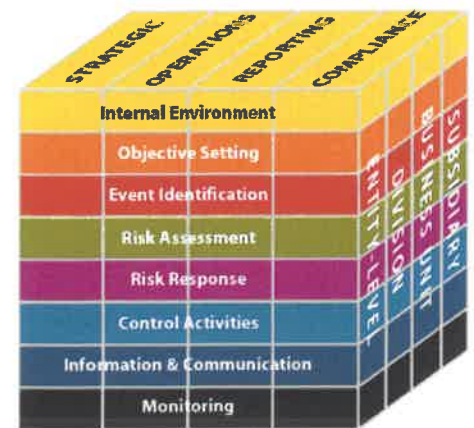 STRATEGIC
OPERATIONS
REPORTING
COMPLIANCE
Internal Environment
Objective Setting
Event Identification
Risk Assessment
Risk Response
Control Activities
Information & Communication
Monitoring
ENTITY-LEVEL
DIVISION
BUSINESS UNIT
SUBSIDIARY